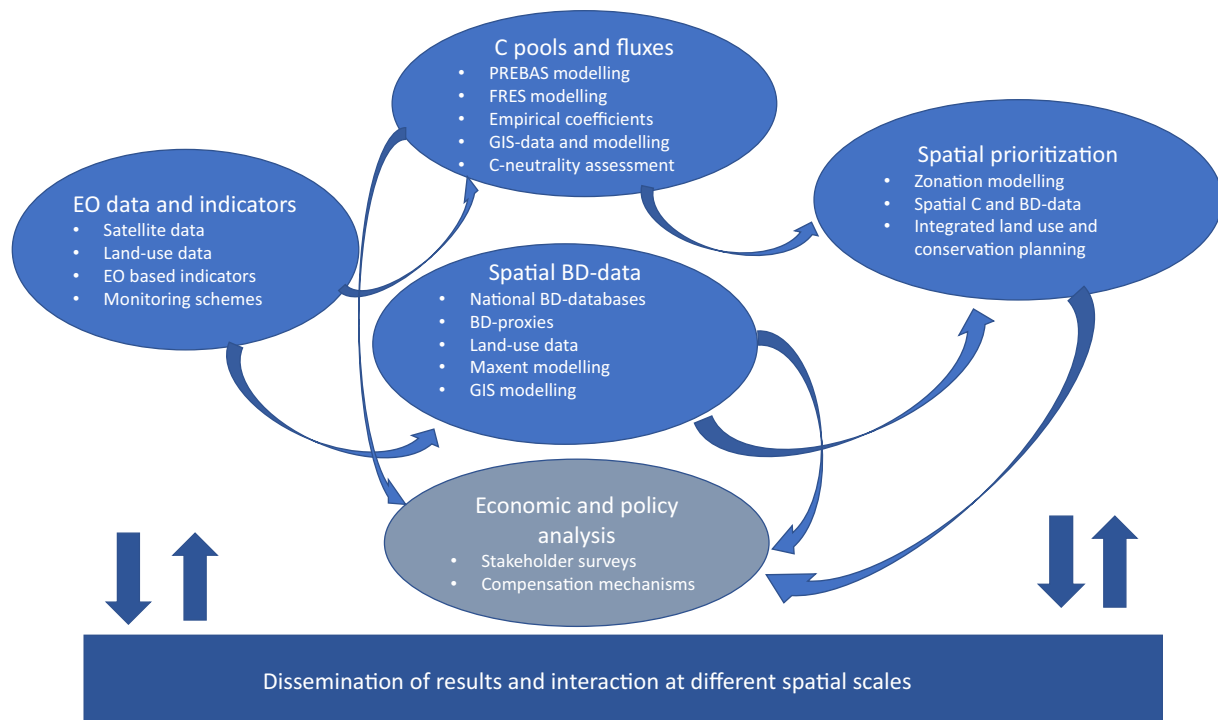 C pools and fluxes
• PREBAS modelling
• FRES modelling
• Empirical coefficients
• GIS-data and modelling
• C-neutrality assessment
EO data and indicators
• Satellite data
• Land-use data
• EO based indicators
• Monitoring schemes
Spatial prioritization
• Zonation modelling
• Spatial C and BD-data
• Integrated land use and
conservation planning
Spatial BD-data
• National BD-databases
• BD-proxies
• Land-use data
• Maxent modelling
• GIS modelling
Economic and policy
analysis
• Stakeholder surveys
• Compensation mechanisms
Dissemination of results and interaction at different spatial scales